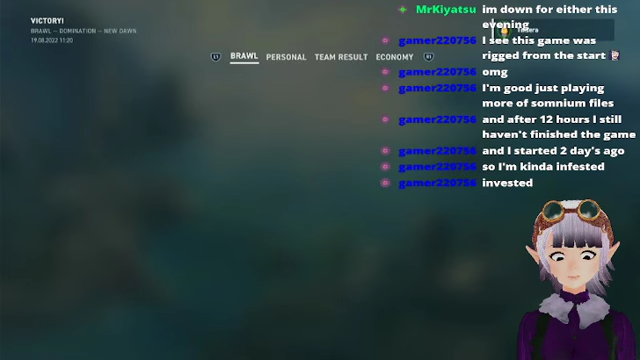 VICTORY!
BRAWL – DOMINATION – NEW DAWN
19.08.2022 11:20
BRAWL PERSONAL TEAM RESULT ECONOMY
MrKiyatsu im down for either this
evening
gamer220756 I see this game was
rigged from the start
gamer220756 omg
gamer220756 I'm good just playing
more of somnium files
gamer220756 and after 12 hours I still
haven't finished the game
gamer220756 and I started 2 day's ago
gamer220756 so I'm kinda infested
gamer220756 invested